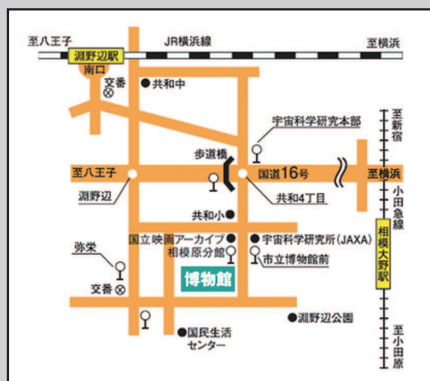 至八王子
JR横浜線
至横浜
淵野辺駅
南口
交番
共和中
至新宿
宇宙科学研究本部
歩道橋
至八王子
国道16号
至横浜
淵野辺
共和4丁目
小田急線
共和小
国立映画アーカイブ
相模原分館
宇宙科学研究所(JAXA)
市立博物館前
相模大野駅
弥栄
博物館
交番
淵野辺公園
国民生活
センター
至小田原